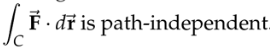 ∫_C F⃗ · dr⃗ is path-independent.